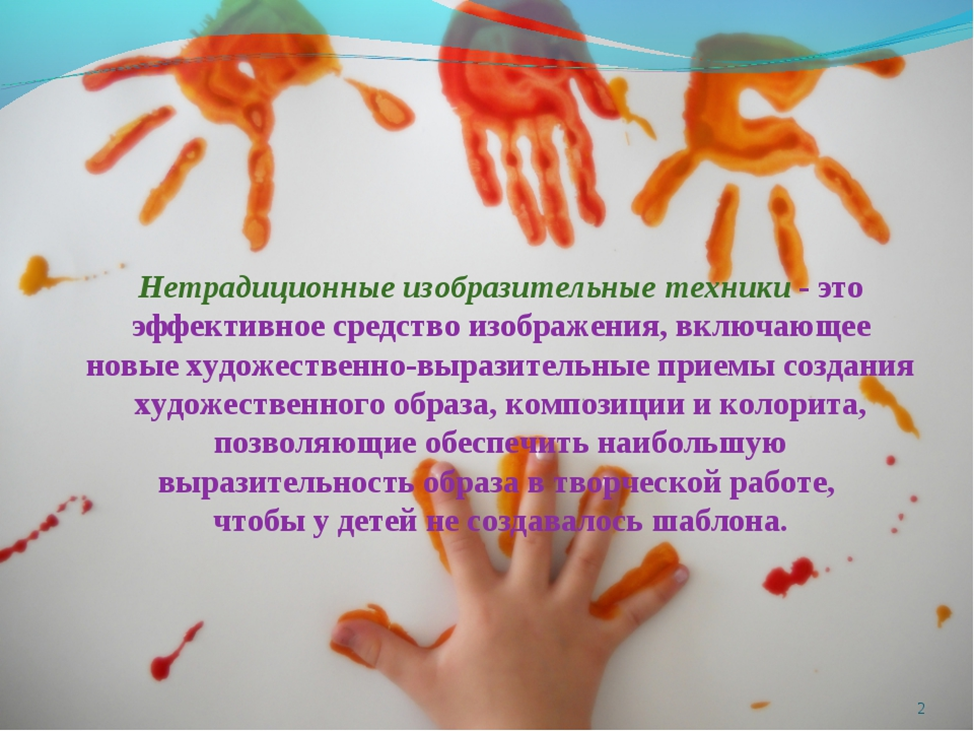 Нетрадиционные изобразительные техники - это
эффективное средство изображения, включающее
новые художественно-выразительные приемы создания
художественного образа, композиции и колорита,
позволяющие обеспечить наибольшую
выразительность образа в творческой работе,
чтобы у детей не создавалось шаблона.
2